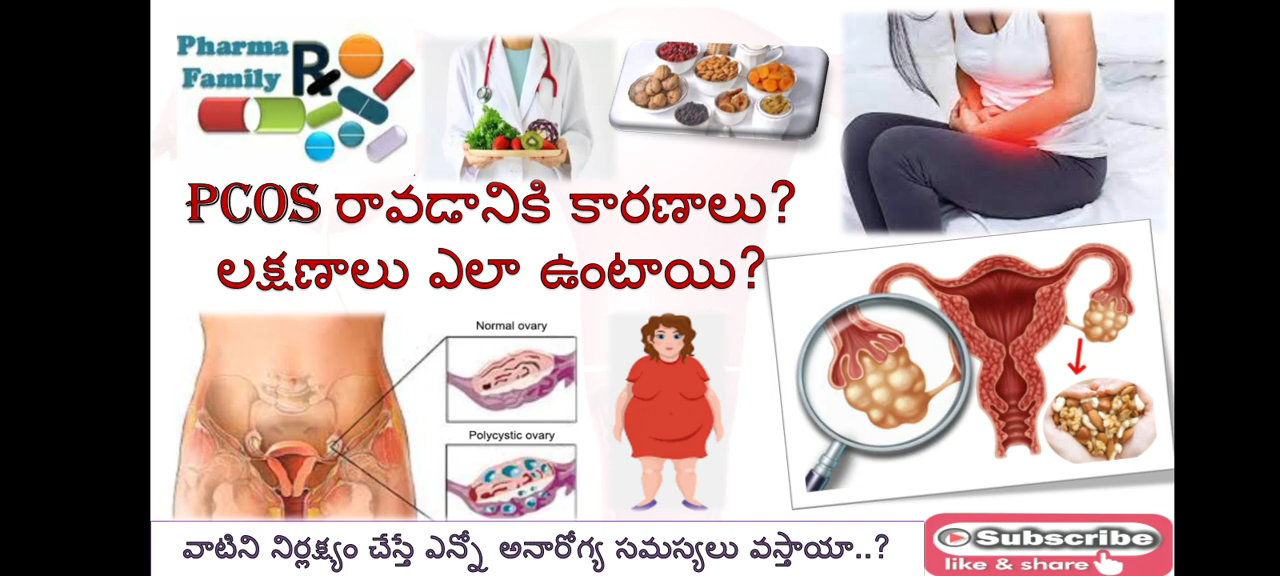 Pharma
Family Rx
PCOS రావడానికి కారణాలు?
లక్షణాలు ఎలా ఉంటాయి?
Normal ovary
Polycystic ovary
వాటిని నిర్లక్ష్యం చేస్తే ఎన్నో అనారోగ్య సమస్యలు వస్తాయా..?
Subscribe
like & share